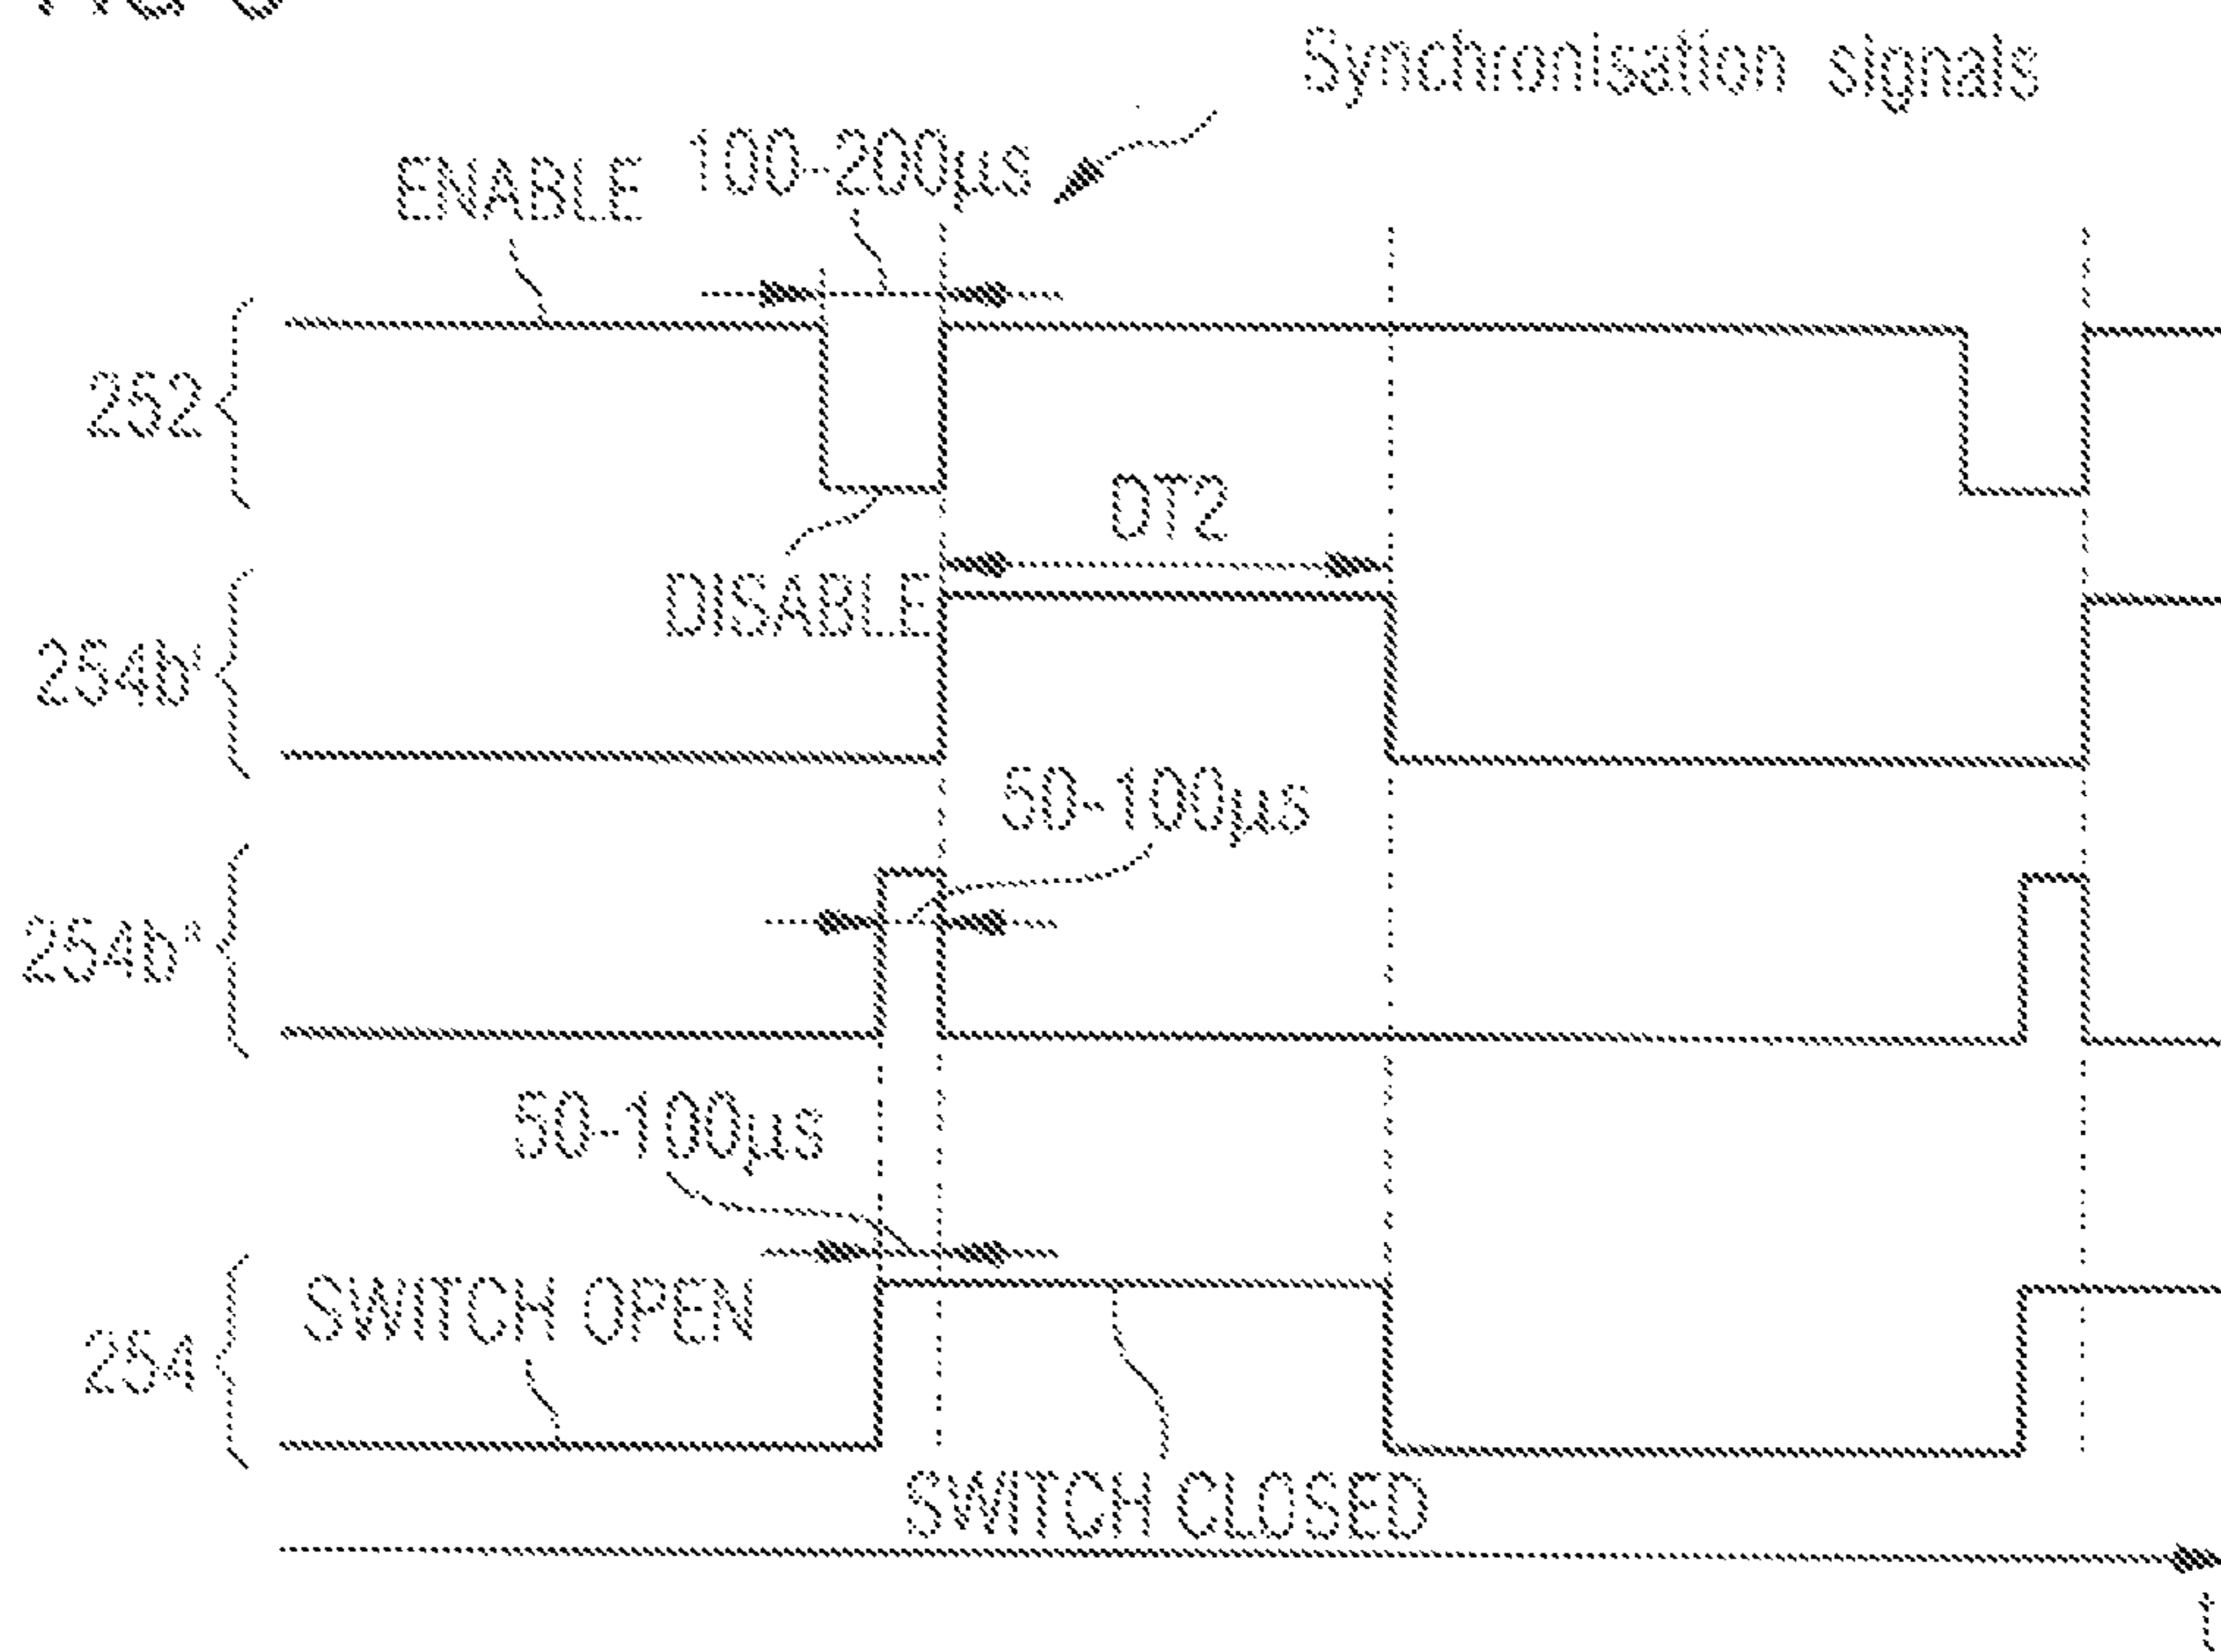 Synchronisation signals
ENABLE
100-200µs
252
DT2
DISABLE
254b'
50-100µs
254b"
50-100µs
SWITCH OPEN
254
SWITCH CLOSED
t